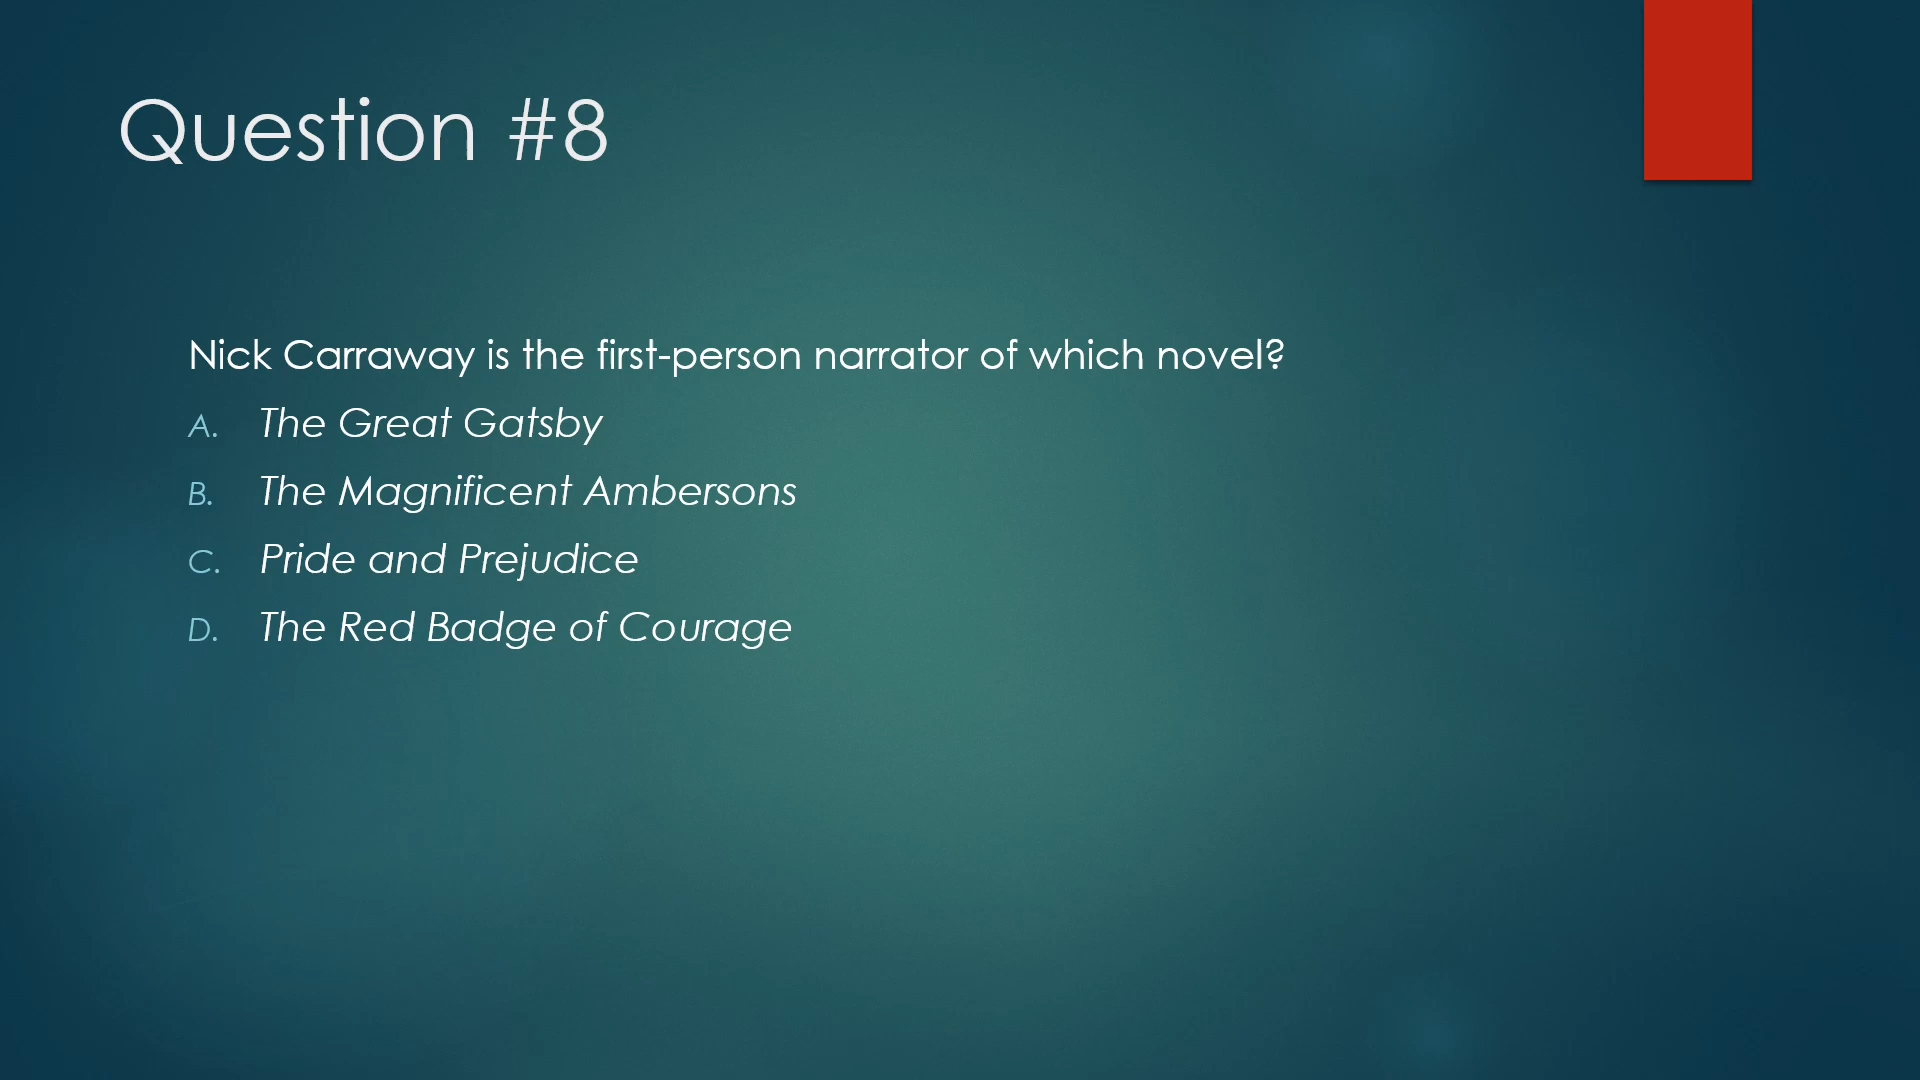 Question #8
Nick Carraway is the first-person narrator of which novel?
A. The Great Gatsby
B. The Magnificent Ambersons
C. Pride and Prejudice
D. The Red Badge of Courage